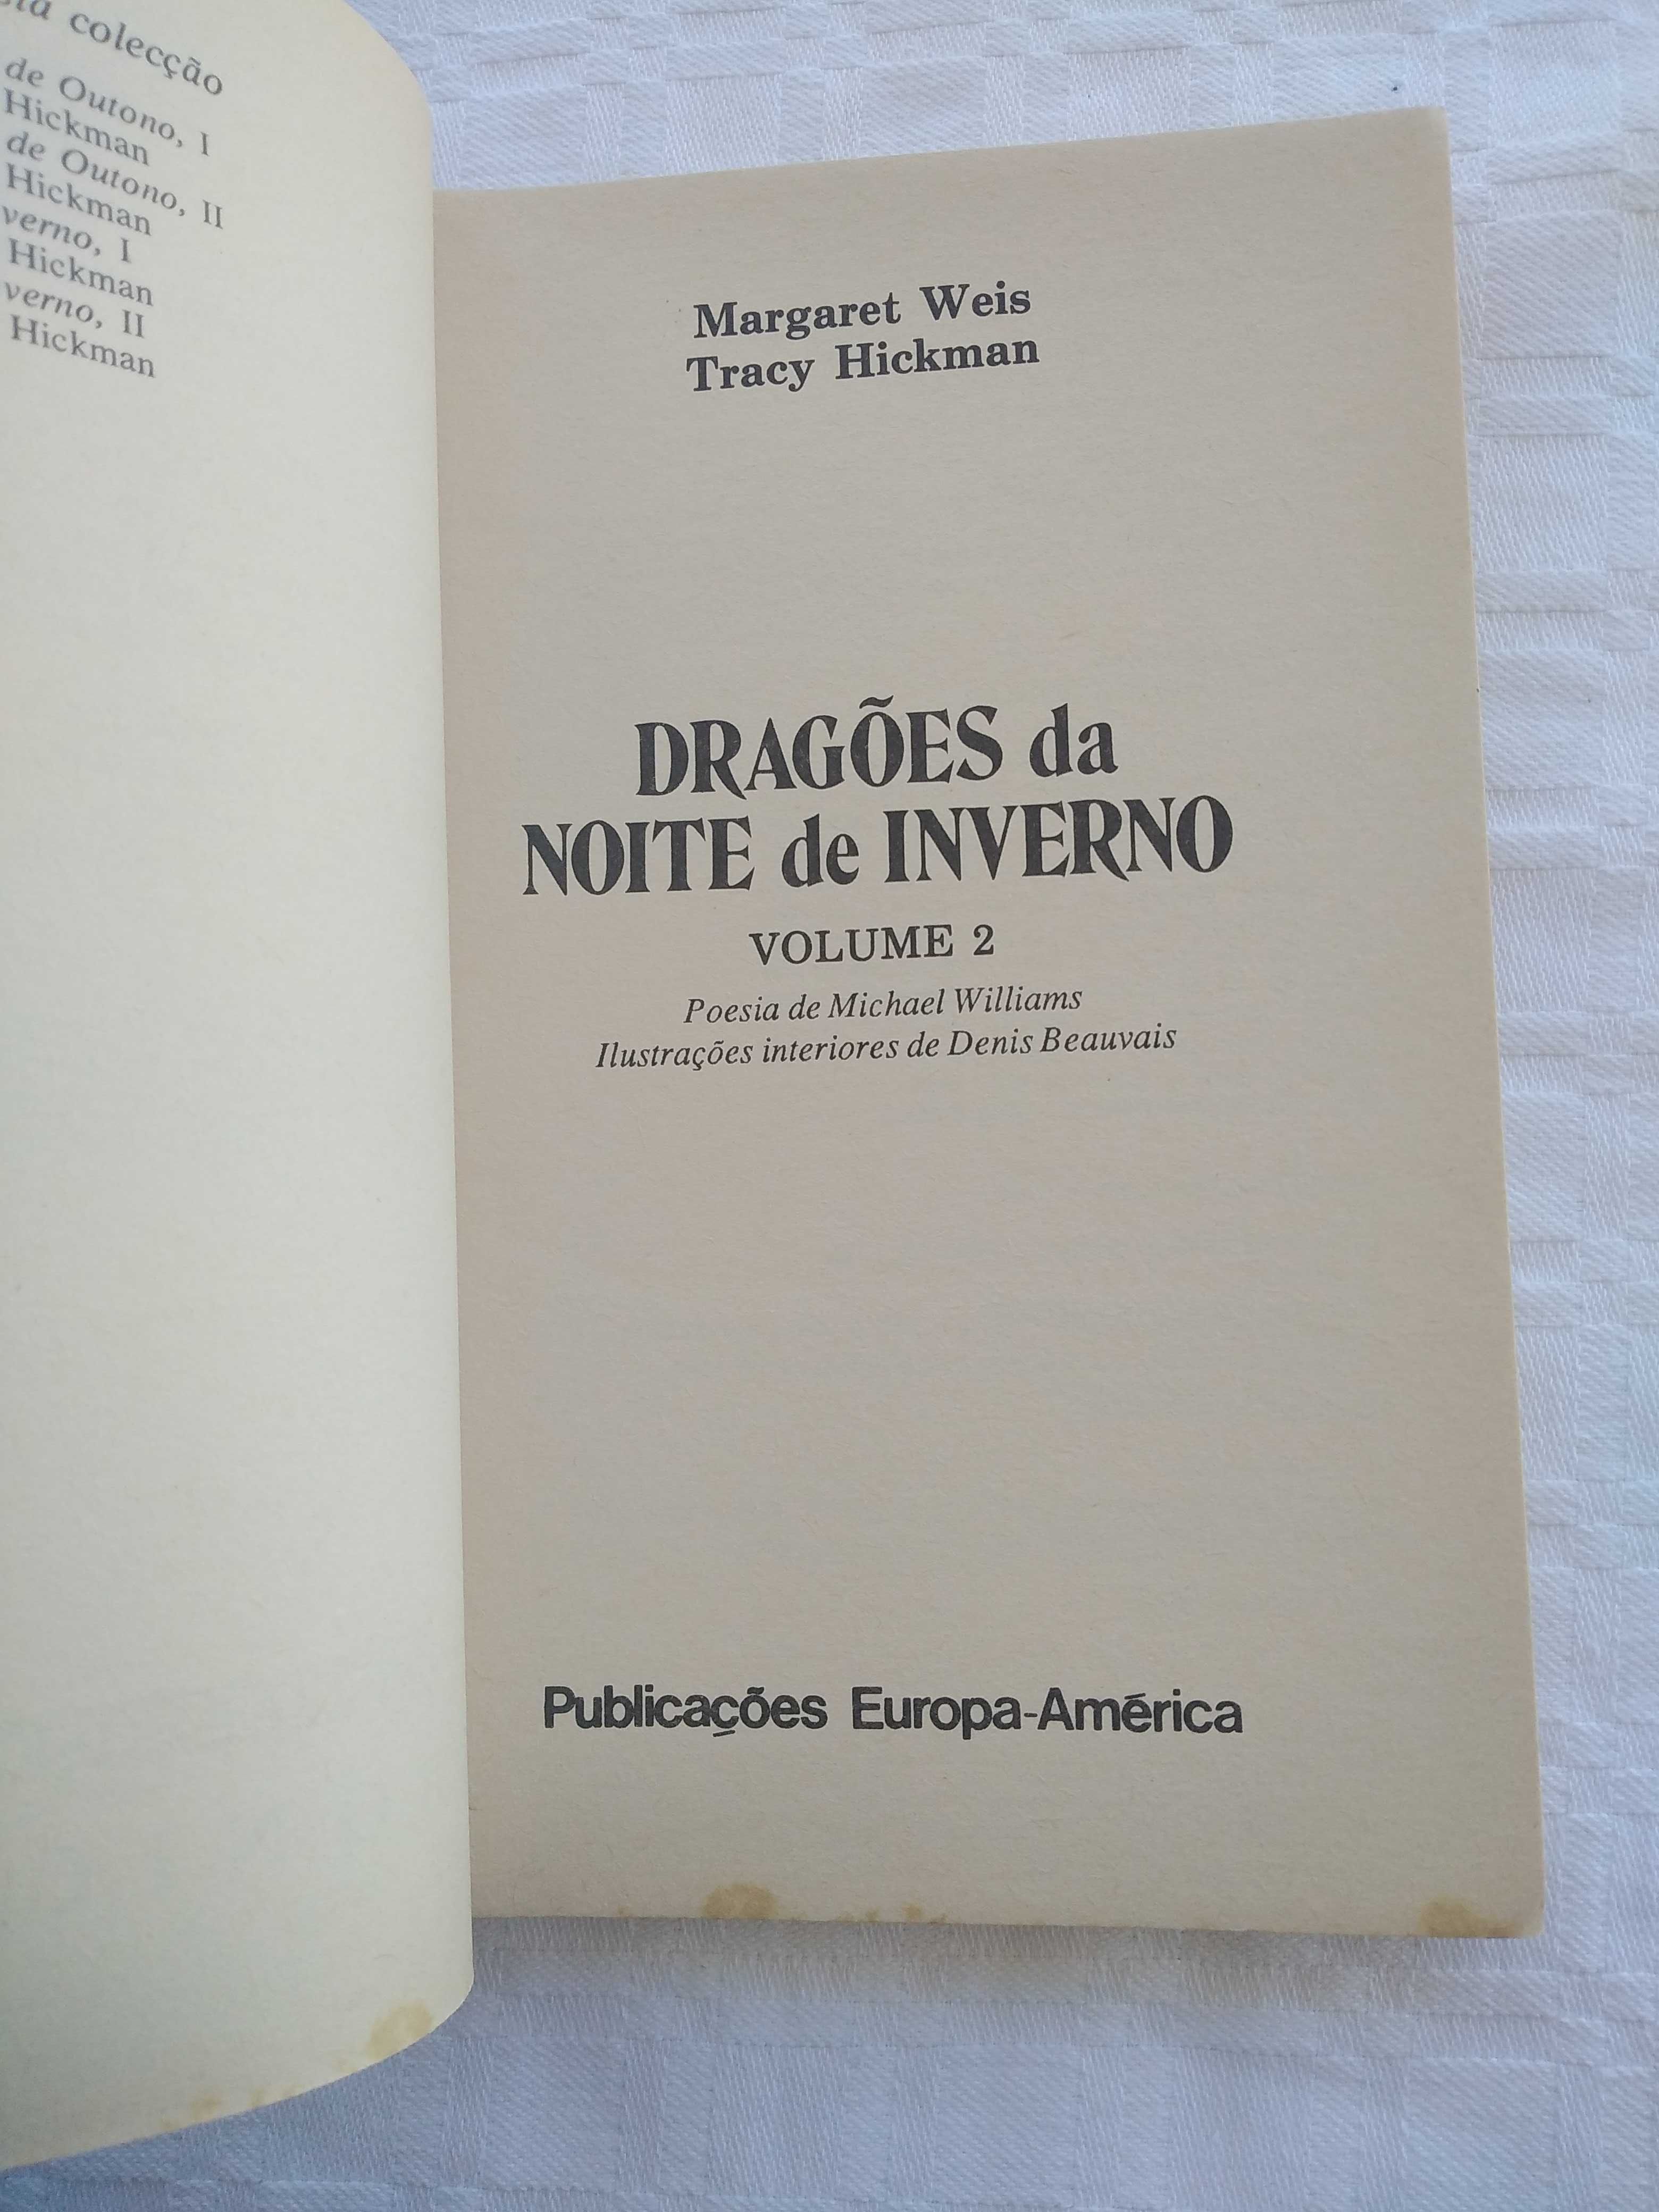 colecção
de Outono, I
Hickman
de Outono, II
Hickman
verno, I
Hickman
verno, II
Hickman
Margaret Weis
Tracy Hickman
DRAGÕES da
NOITE de INVERNO
VOLUME 2
Poesia de Michael Williams
Ilustrações interiores de Denis Beauvais
Publicações Europa-América